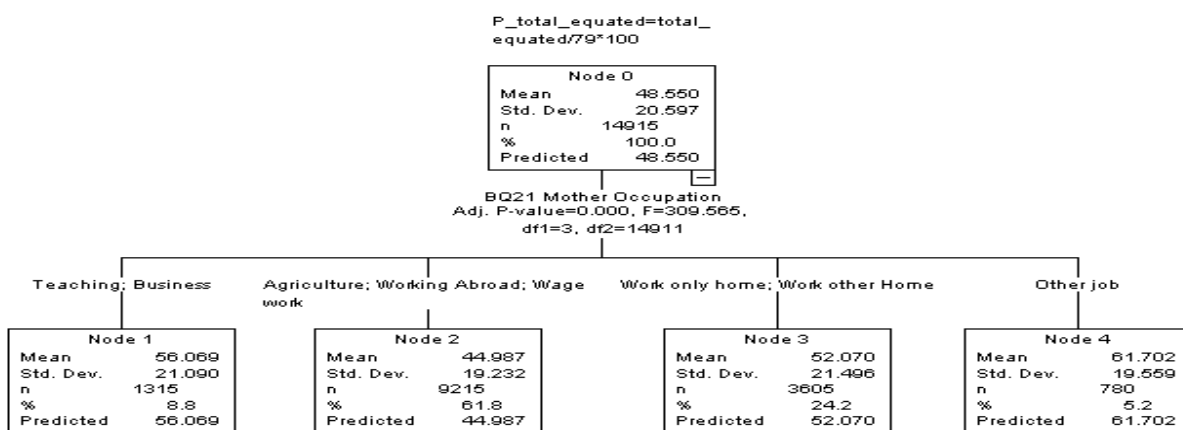 P_total_equated=total_
equated/79*100
Node 0
Mean 48.550
Std. Dev. 20.597
n 14915
% 100.0
Predicted 48.550
BQ21 Mother Occupation
Adj. P-value=0.000, F=309.565,
df1=3, df2=14911
Teaching; Business
Node 1
Mean 56.069
Std. Dev. 21.090
n 1315
% 8.8
Predicted 56.069
Agriculture; Working Abroad; Wage
work
Node 2
Mean 44.987
Std. Dev. 19.232
n 9215
% 61.8
Predicted 44.987
Work only home; Work other Home
Node 3
Mean 52.070
Std. Dev. 21.496
n 3605
% 24.2
Predicted 52.070
Other job
Node 4
Mean 61.702
Std. Dev. 19.559
n 780
% 5.2
Predicted 61.702